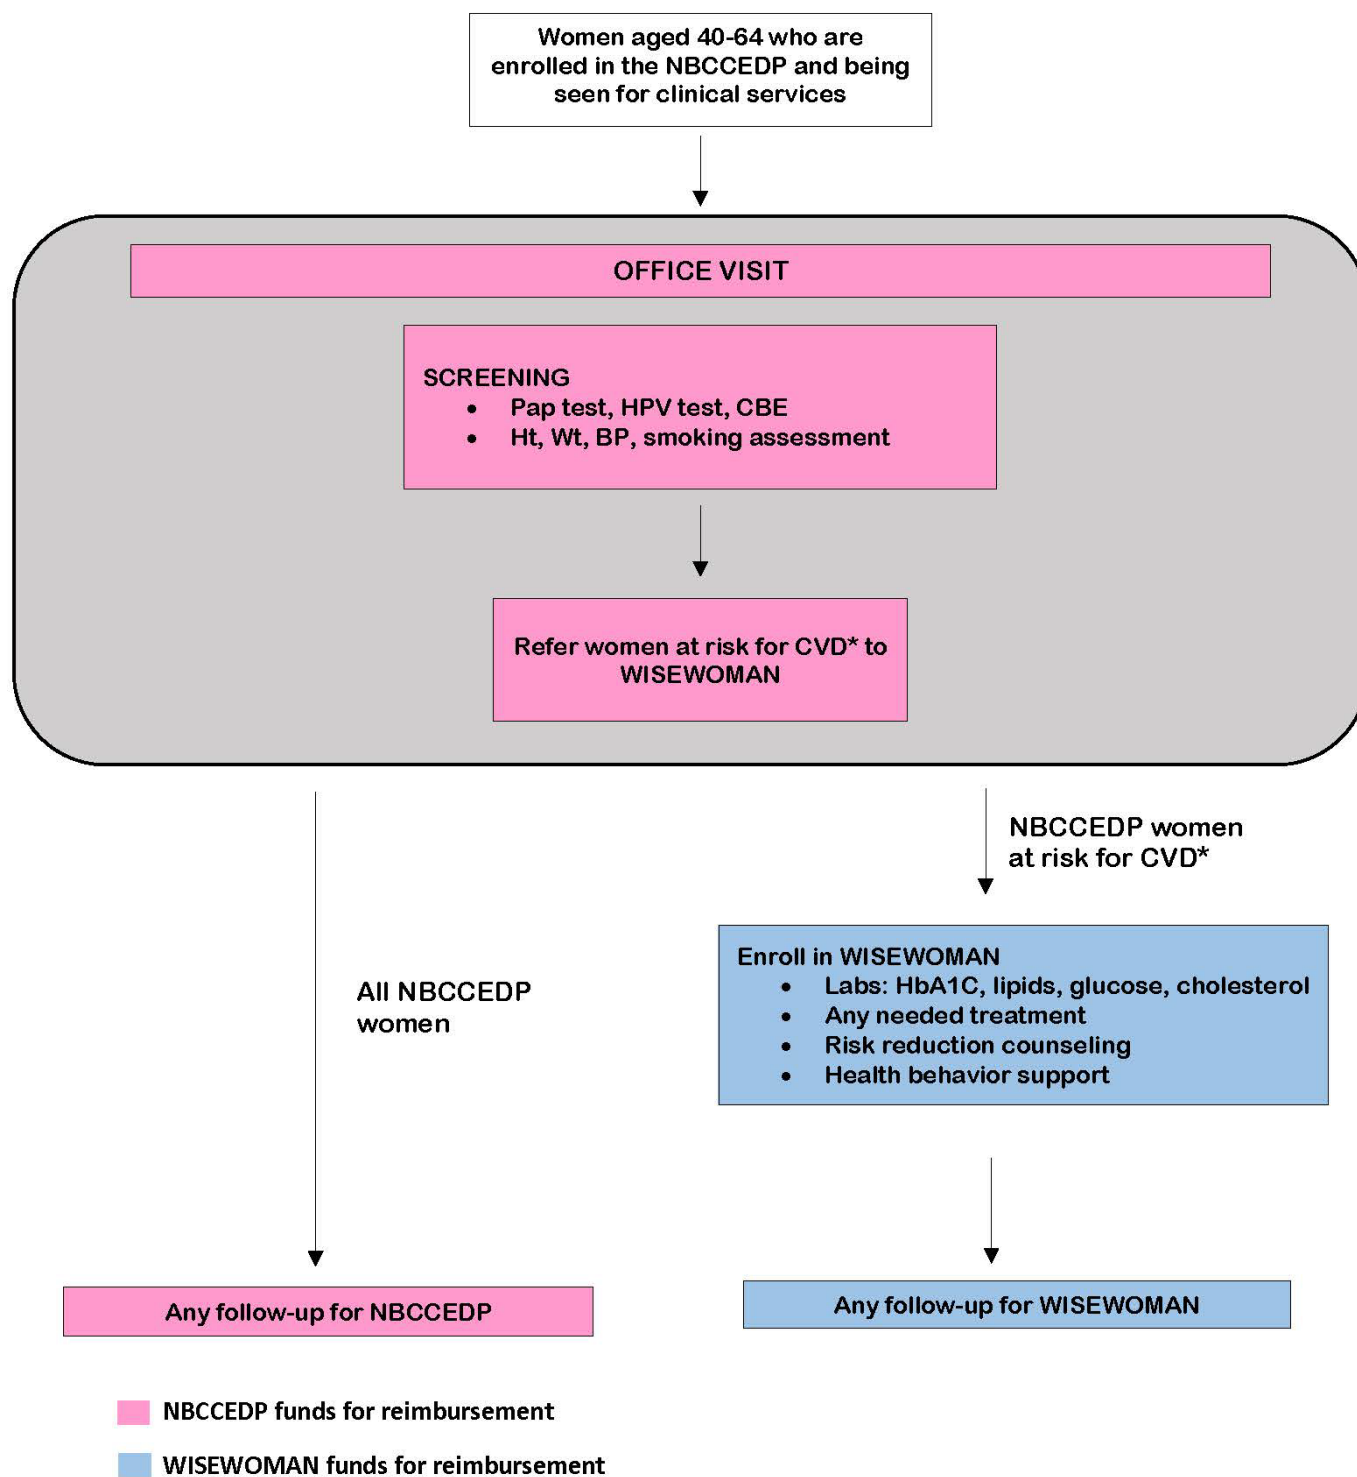 Women aged 40-64 who are
enrolled in the NBCCEDP and being
seen for clinical services
OFFICE VISIT
SCREENING
• Pap test, HPV test, CBE
• Ht, Wt, BP, smoking assessment
Refer women at risk for CVD* to
WISEWOMAN
NBCCEDP women
at risk for CVD*
All NBCCEDP
women
Enroll in WISEWOMAN
• Labs: HbA1C, lipids, glucose, cholesterol
• Any needed treatment
• Risk reduction counseling
• Health behavior support
Any follow-up for NBCCEDP
Any follow-up for WISEWOMAN
NBCCEDP funds for reimbursement
WISEWOMAN funds for reimbursement